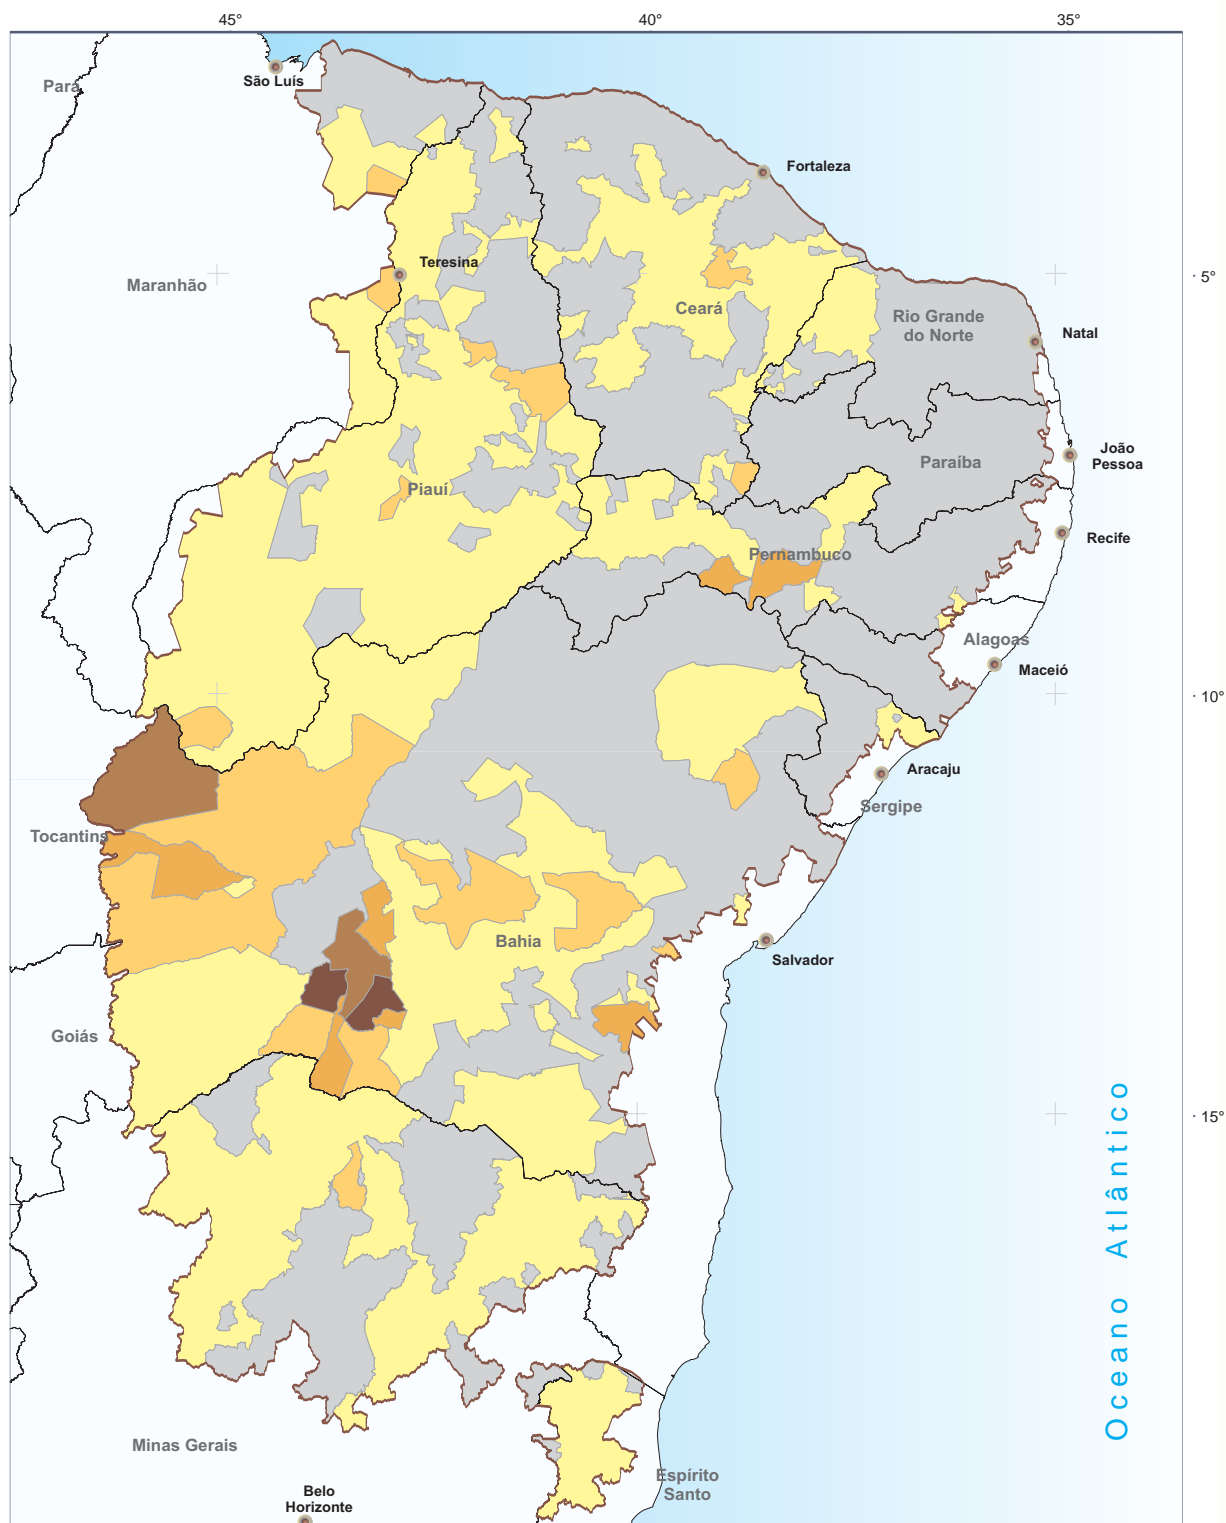 45°
40°
35°
São Luís
Pará
Fortaleza
Teresina
5°
Maranhão
Ceará
Rio Grande
do Norte
Natal
João
Pessoa
Paraíba
Piauí
Recife
Pernambuco
Alagoas
Maceió
10°
Aracaju
Sergipe
Tocantins
Bahia
Salvador
Goiás
15°
Oceano Atlântico
Minas Gerais
Espírito
Santo
Belo
Horizonte